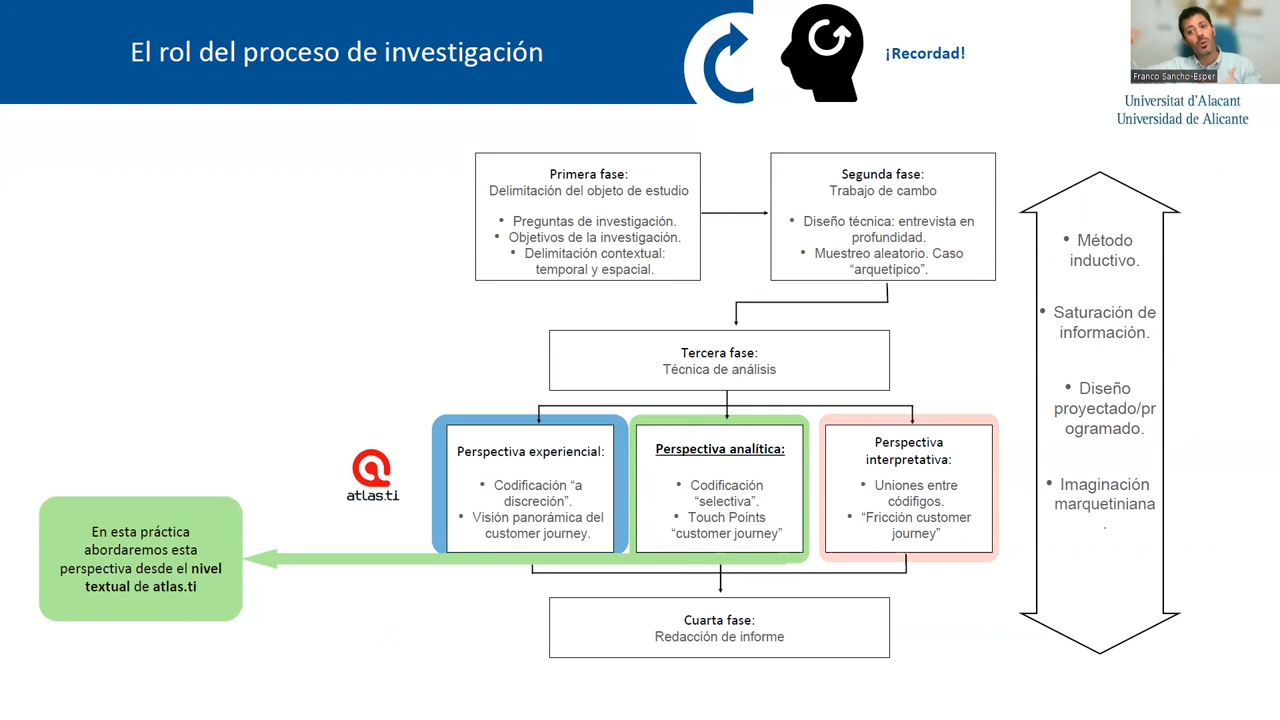 El rol del proceso de investigación
¡Recordad!
Franco Sancho-Esper
Universitat d'Alacant
Universidad de Alicante
Primera fase:
Delimitación del objeto de estudio
• Preguntas de investigación.
• Objetivos de la investigación.
• Delimitación contextual:
temporal y espacial.
Segunda fase:
Trabajo de cambo
• Diseño técnica: entrevista en
profundidad.
• Muestreo aleatorio. Caso
“arquetípico”.
Tercera fase:
Técnica de análisis
Perspectiva experiencial:
• Codificación “a
discreción”.
• Visión panorámica del
customer journey.
Perspectiva analítica:
• Codificación
“selectiva”.
• Touch Points
“customer journey”
Perspectiva
interpretativa:
• Uniones entre
códigos.
• “Fricción customer
journey”
atlas.ti
En esta práctica
abordaremos esta
perspectiva desde el nivel
textual de atlas.ti
Cuarta fase:
Redacción de informe
• Método
inductivo.
• Saturación de
información.
• Diseño
proyectado/pr
ogramado.
• Imaginación
marquetiniana
.